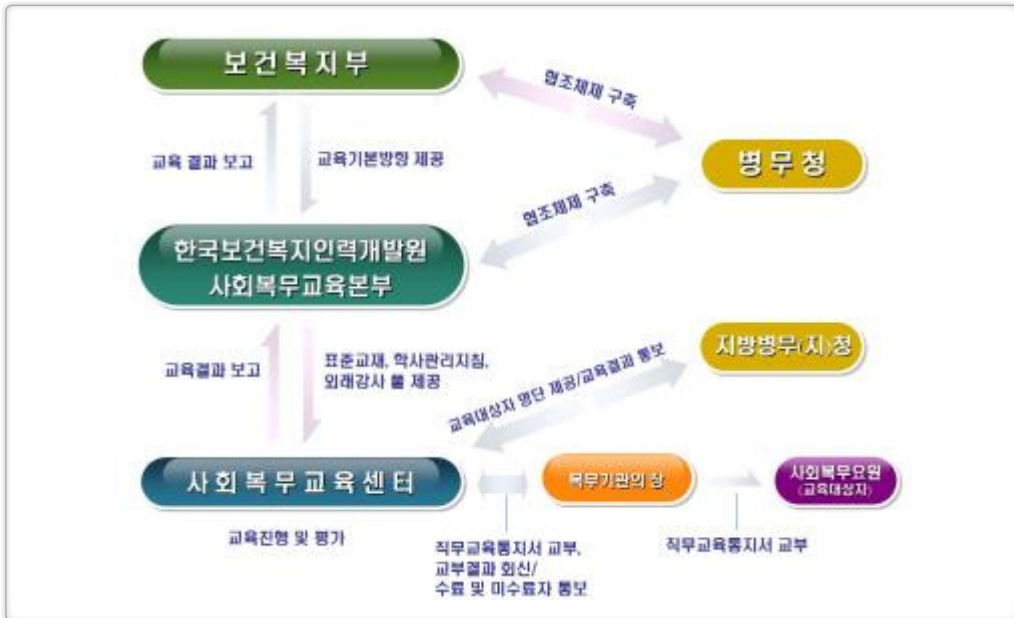 보건복지부
협조체제 구축
교육 결과 보고
교육기본방향 제공
병무청
협조체제 구축
한국보건복지인력개발원
사회복무교육본부
지방병무(지)청
교육결과 보고
표준교재, 학사관리지침,
외래강사 풀 제공
교육대상자 명단 제공/교육결과 통보
사회복무교육센터
복무기관의 장
사회복무요원
(교육대상자)
교육진행 및 평가
직무교육통지서 교부,
교부결과 회신/
수료 및 미수료자 통보
직무교육통지서 교부